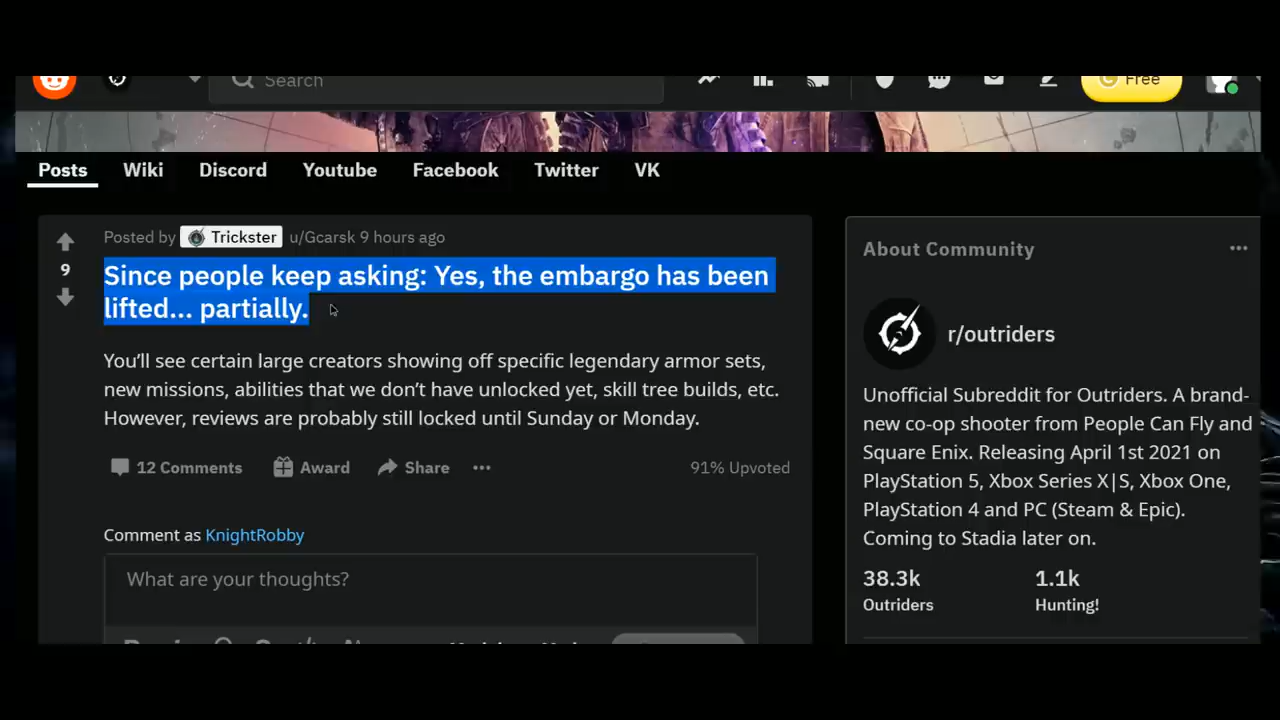 Search
Free
Posts
Wiki
Discord
Youtube
Facebook
Twitter
VK
Posted by Trickster u/Gcarsk 9 hours ago
9
Since people keep asking: Yes, the embargo has been
lifted... partially.
You'll see certain large creators showing off specific legendary armor sets,
new missions, abilities that we don't have unlocked yet, skill tree builds, etc.
However, reviews are probably still locked until Sunday or Monday.
12 Comments
Award
Share
91% Upvoted
Comment as KnightRobby
What are your thoughts?
About Community
r/outriders
Unofficial Subreddit for Outriders. A brand-
new co-op shooter from People Can Fly and
Square Enix. Releasing April 1st 2021 on
PlayStation 5, Xbox Series X|S, Xbox One,
PlayStation 4 and PC (Steam & Epic).
Coming to Stadia later on.
38.3k
Outriders
1.1k
Hunting!